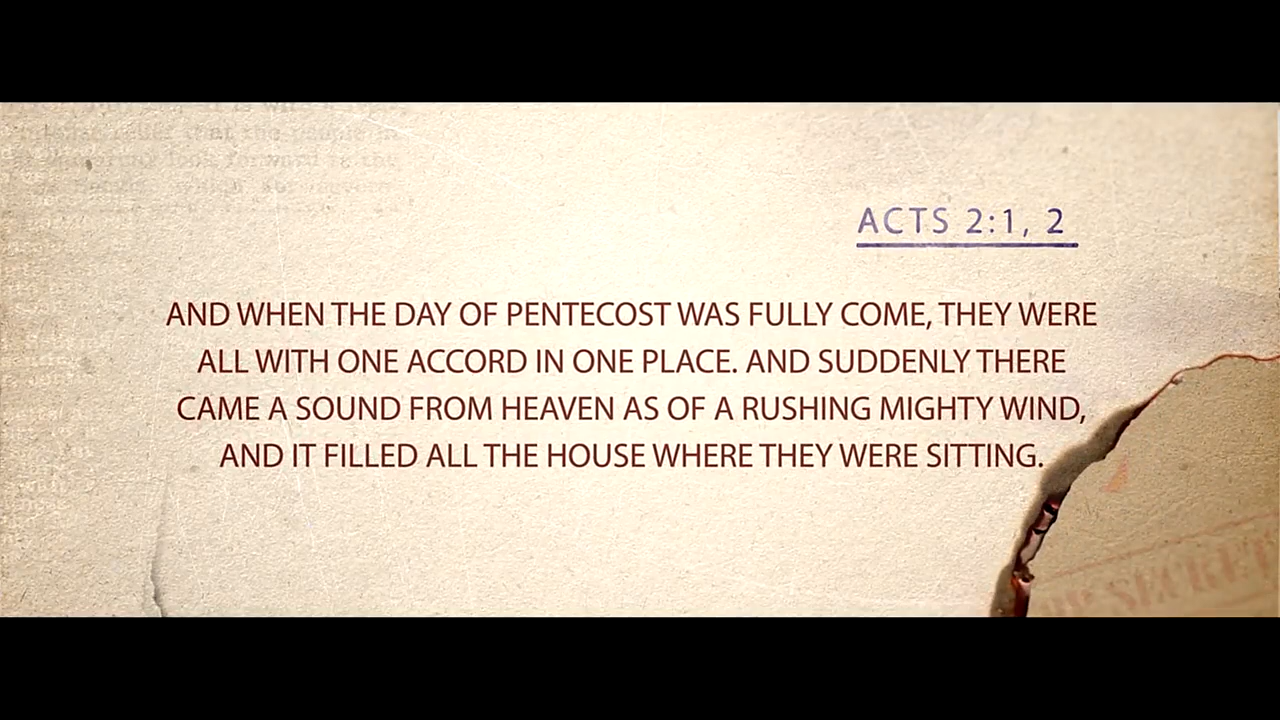 ACTS 2:1, 2
AND WHEN THE DAY OF PENTECOST WAS FULLY COME, THEY WERE
ALL WITH ONE ACCORD IN ONE PLACE. AND SUDDENLY THERE
CAME A SOUND FROM HEAVEN AS OF A RUSHING MIGHTY WIND,
AND IT FILLED ALL THE HOUSE WHERE THEY WERE SITTING.
SECRET